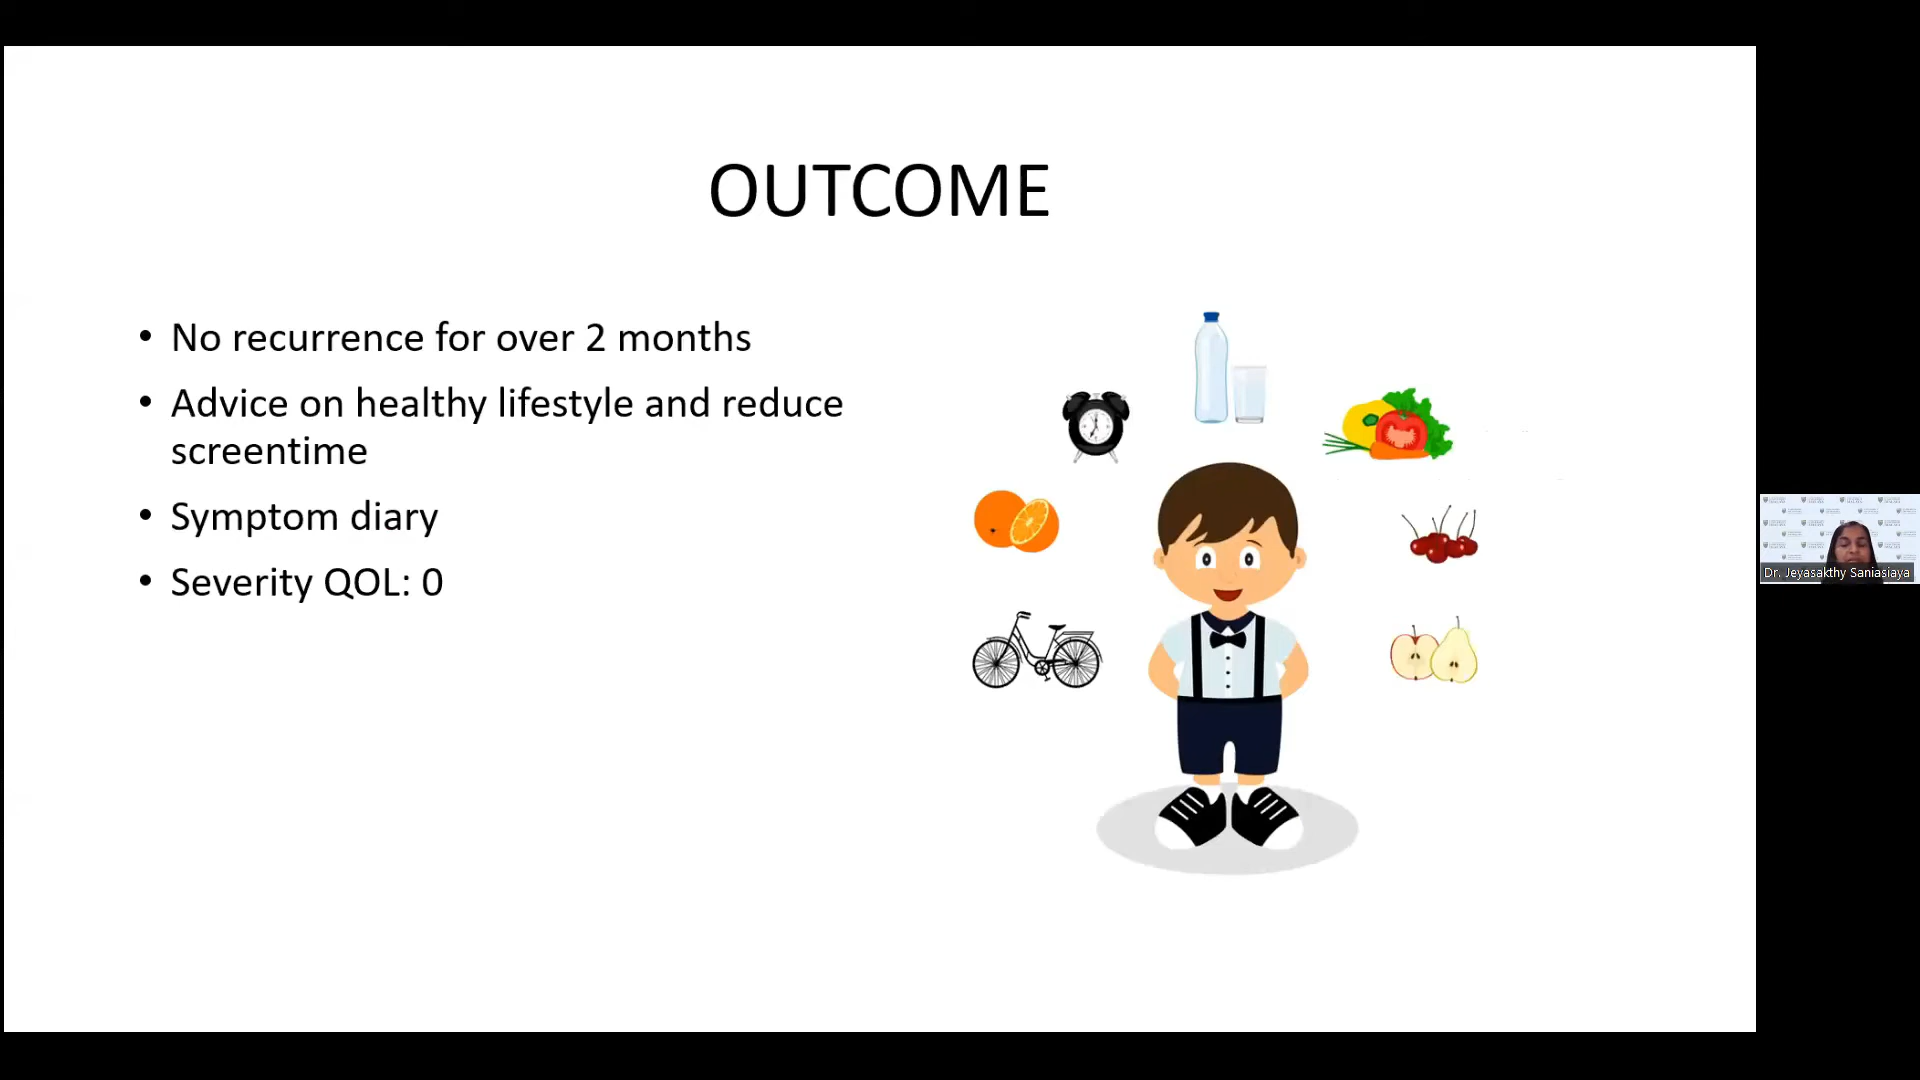 OUTCOME
• No recurrence for over 2 months
• Advice on healthy lifestyle and reduce
screentime
• Symptom diary
• Severity QOL: 0
Dr. Jeyasakthy Saniasiaya